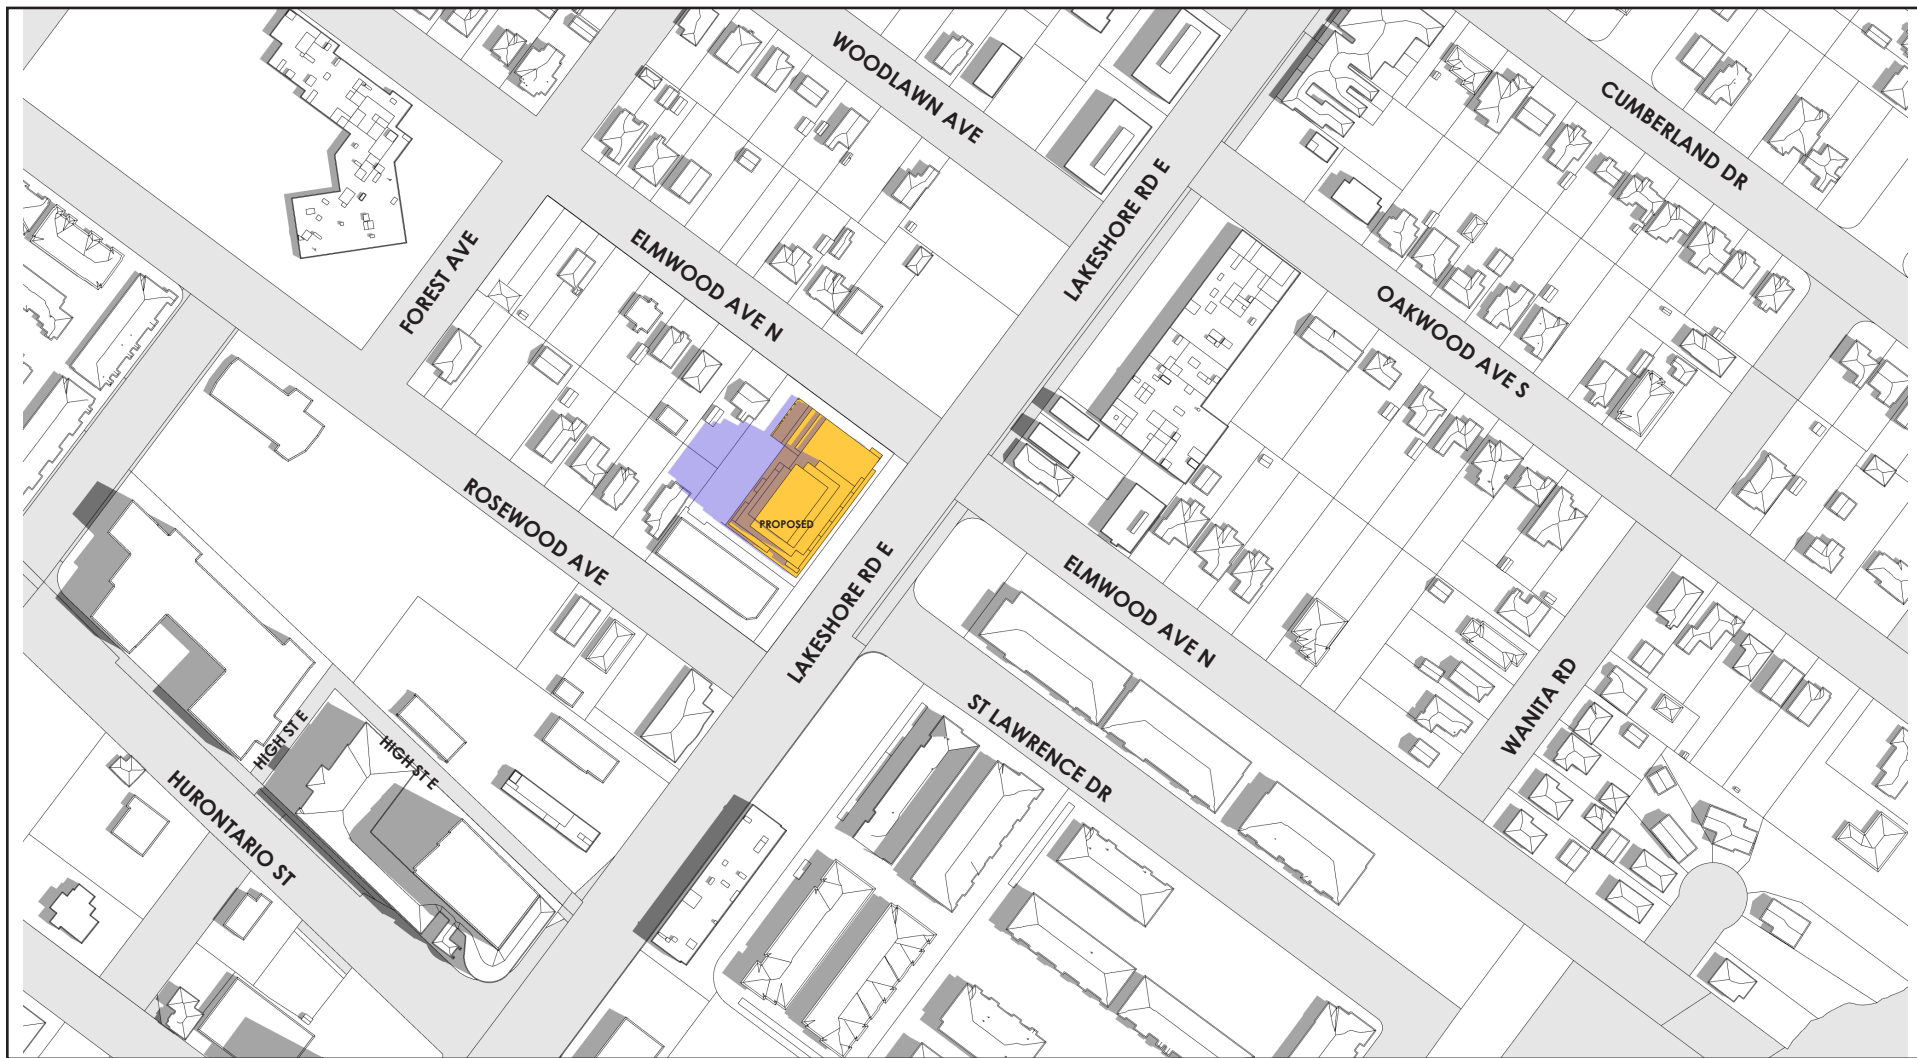 WOODLAWN AVE
CUMBERLAND DR
LAKESHORE RD E
FOREST AVE
ELMWOOD AVE N
OAKWOOD AVE S
ROSEWOOD AVE
PROPOSED
LAKESHORE RD E
ELMWOOD AVE N
ST LAWRENCE DR
WANITA RD
HIGH ST E
HIGH ST E
HURONTARIO ST